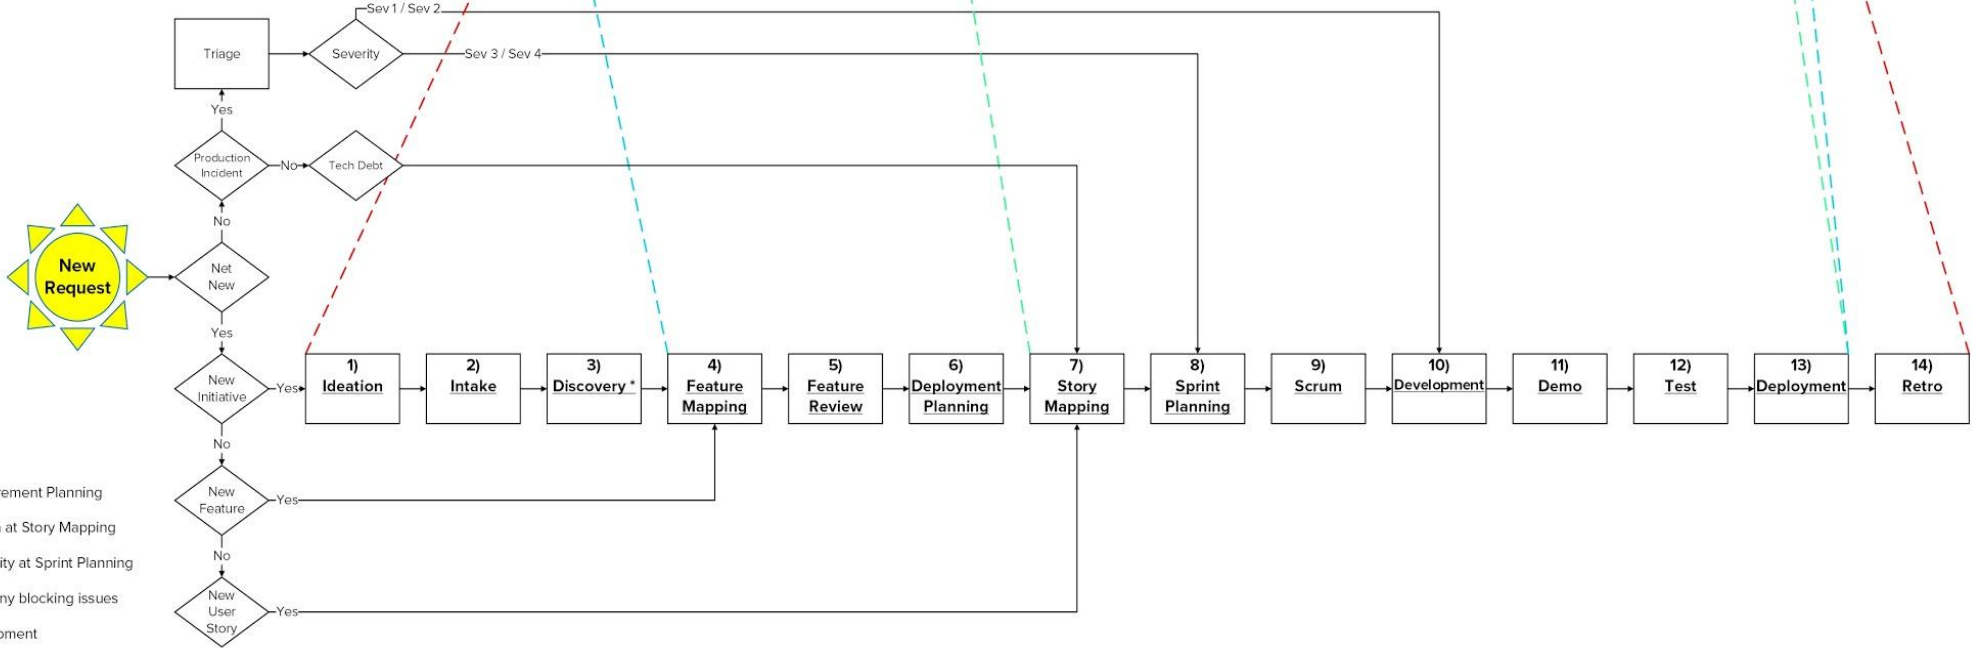 Sev 1 / Sev 2
Triage
Severity
Sev 3 / Sev 4
Yes
Production
Incident
No
Tech Debt
No
New
Request
Net
New
Yes
New
Initiative
Yes
1)
Ideation
2)
Intake
3)
Discovery *
4)
Feature
Mapping
5)
Feature
Review
6)
Deployment
Planning
7)
Story
Mapping
8)
Sprint
Planning
9)
Scrum
10)
Development
11)
Demo
12)
Test
13)
Deployment
14)
Retro
No
New
Feature
Yes
No
New
User
Story
Yes
Planning
at Story Mapping
at Sprint Planning
blocking issues